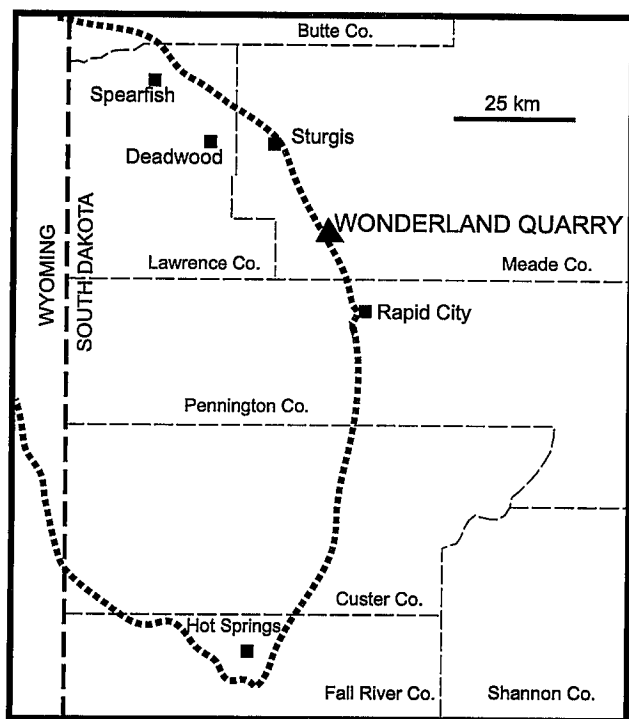 Butte Co.
Spearfish
25 km
Deadwood
Sturgis
WONDERLAND QUARRY
Lawrence Co.
Meade Co.
WYOMING
SOUTH DAKOTA
Rapid City
Pennington Co.
Custer Co.
Hot Springs
Fall River Co.
Shannon Co.